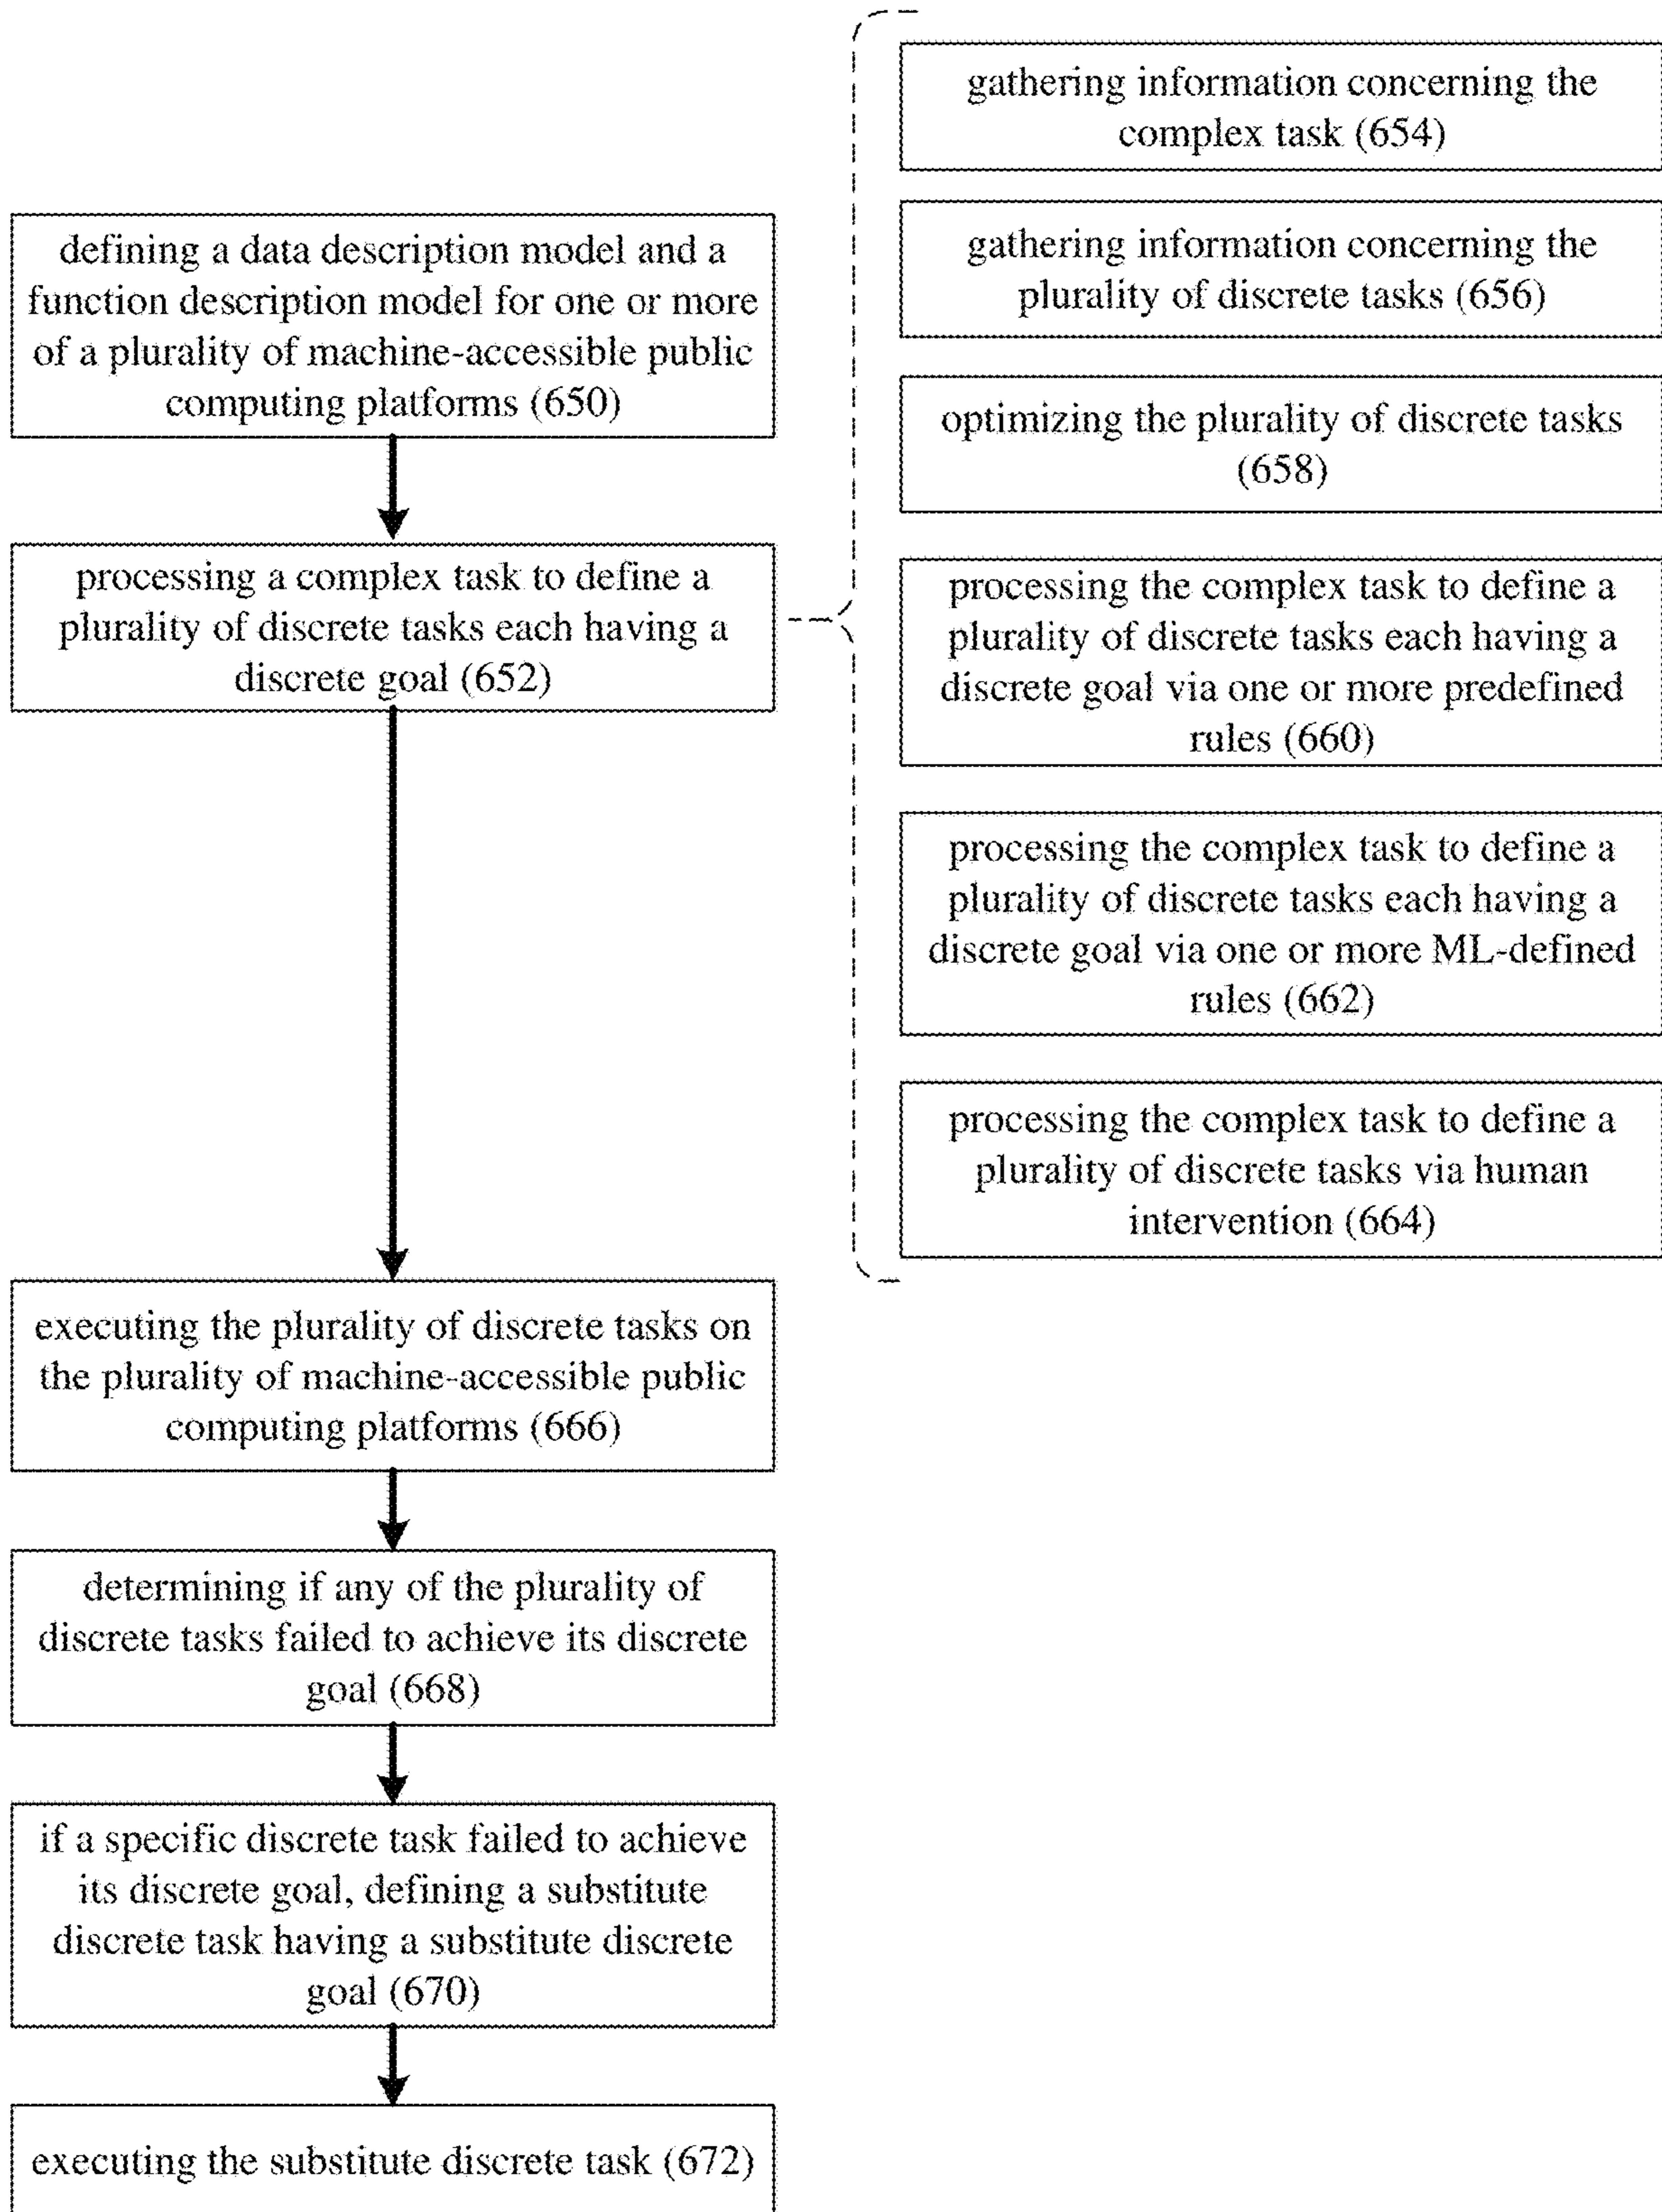 defining a data description model and a
function description model for one or more
of a plurality of machine-accessible public
computing platforms (650)
processing a complex task to define a
plurality of discrete tasks each having a
discrete goal (652)
gathering information concerning the
complex task (654)
gathering information concerning the
plurality of discrete tasks (656)
optimizing the plurality of discrete tasks
(658)
processing the complex task to define a
plurality of discrete tasks each having a
discrete goal via one or more predefined
rules (660)
processing the complex task to define a
plurality of discrete tasks each having a
discrete goal via one or more ML-defined
rules (662)
processing the complex task to define a
plurality of discrete tasks via human
intervention (664)
executing the plurality of discrete tasks on
the plurality of machine-accessible public
computing platforms (666)
determining if any of the plurality of
discrete tasks failed to achieve its discrete
goal (668)
if a specific discrete task failed to achieve
its discrete goal, defining a substitute
discrete task having a substitute discrete
goal (670)
executing the substitute discrete task (672)